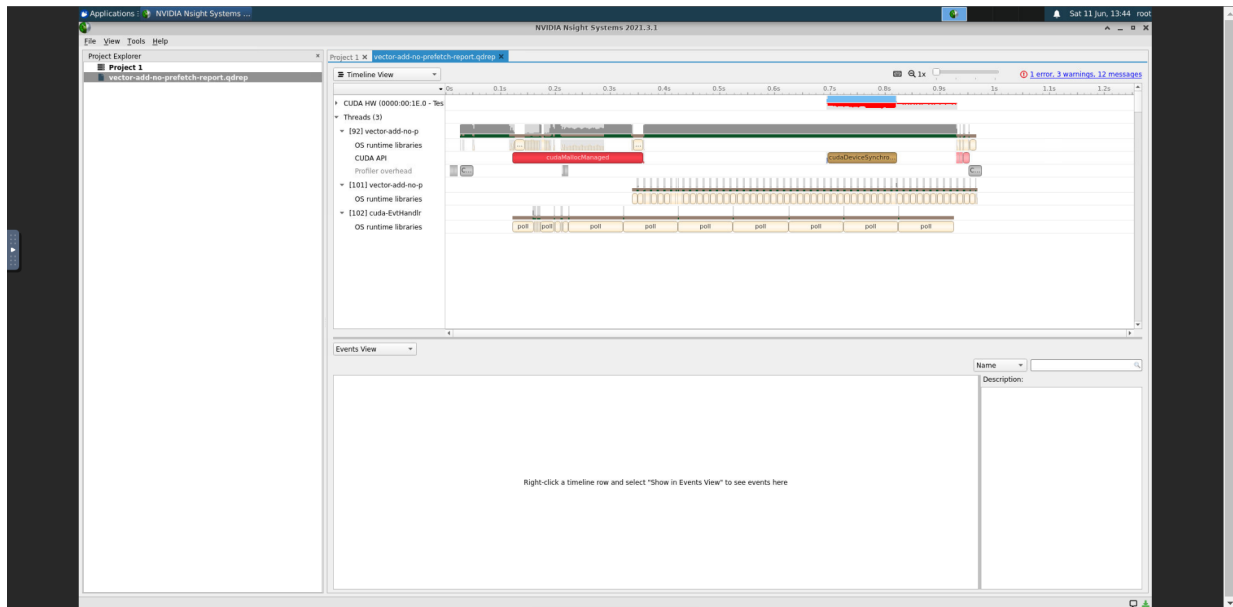 Applications : NVIDIA Nsight Systems ... Sat 11 Jun, 13:44 root
NVIDIA Nsight Systems 2021.3.1
File View Tools Help
Project Explorer
Project 1
vector-add-no-prefetch-report.qdrep
Project 1 vector-add-no-prefetch-report.qdrep
Timeline View 1x 1 error, 3 warnings, 12 messages
0s 0.1s 0.2s 0.3s 0.4s 0.5s 0.6s 0.7s 0.8s 0.9s 1s 1.1s 1.2s
CUDA HW (0000:00:1E.0 - Tes
Threads (3)
[92] vector-add-no-p
OS runtime libraries
CUDA API cudaMallocManaged cudaDeviceSynchro...
Profiler overhead C... C...
[101] vector-add-no-p
OS runtime libraries
[102] cuda-EvtHandlr
OS runtime libraries poll poll poll poll poll poll poll poll poll
Events View
Name
Description:
Right-click a timeline row and select "Show in Events View" to see events here